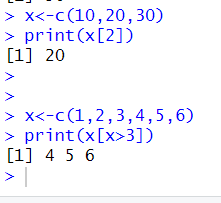 > x<-c(10,20,30)
> print(x[2])
[1] 20
>
>
> x<-c(1,2,3,4,5,6)
> print(x[x>3])
[1] 4 5 6
>